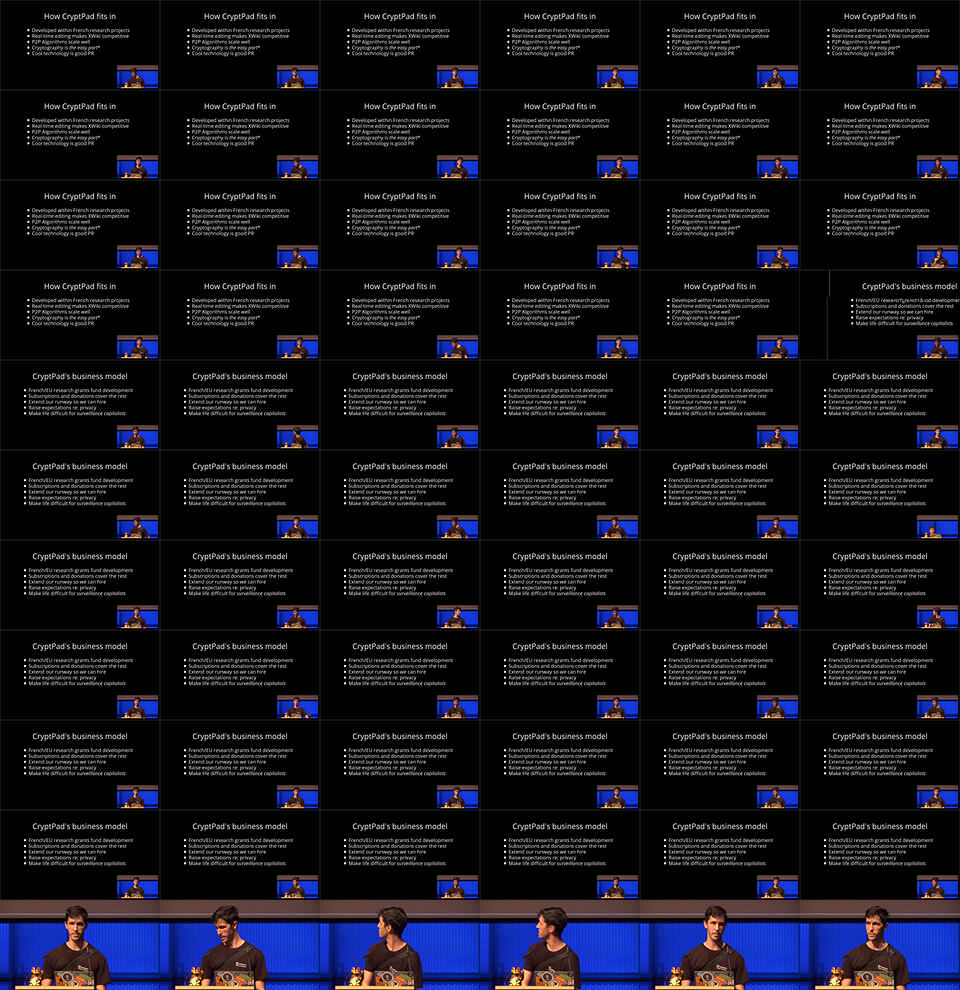 How CryptPad fits in
Developed within French research projects
Real-time editing makes XWiki competitive
P2P Algorithms scale well
Cryptography is the easy part*
Cool technology is good PR
CryptPad's business model
French/EU research grants fund development
Subscriptions and donations cover the rest
Extend our runway so we can hire
Raise expectations re: privacy
Make life difficult for surveillance capitalists